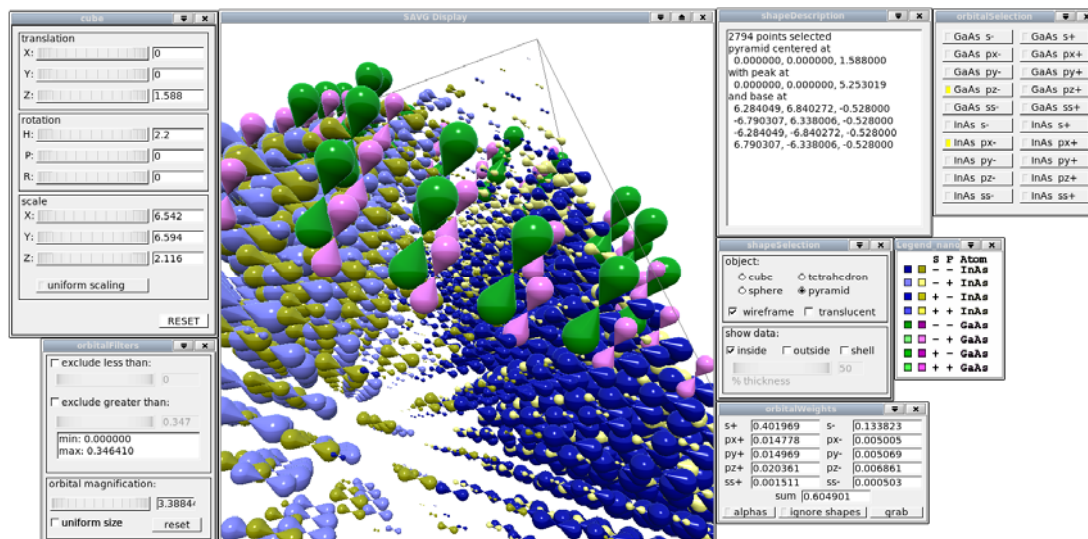 cube
translation
X: 0
Y: 0
Z: 1.588
rotation
H: 2.2
P: 0
R: 0
scale
X: 6.542
Y: 6.594
Z: 2.116
uniform scaling
RESET
orbitalFilters
exclude less than:
0
exclude greater than:
0.347
min: 0.000000
max: 0.346410
orbital magnification:
3.3884
uniform size reset
SAVG Display
shapeDescription
2794 points selected
pyramid centered at
0.000000, 0.000000, 1.588000
with peak at
0.000000, 0.000000, 5.253019
and base at
6.284049, 6.840272, -0.528000
-6.790307, 6.338006, -0.528000
-6.284049, -6.840272, -0.528000
6.790307, -6.338006, -0.528000
orbitalSelection
GaAs s- GaAs s+
GaAs px- GaAs px+
GaAs py- GaAs py+
GaAs pz- GaAs pz+
GaAs ss- GaAs ss+
InAs s- InAs s+
InAs px- InAs px+
InAs py- InAs py+
InAs pz- InAs pz+
InAs ss- InAs ss+
shapeSelection
object:
cube tetrahedron
sphere pyramid
wireframe translucent
show data:
inside outside shell
50
% thickness
Legend_nano
S P Atom
- - InAs
- + InAs
+ - InAs
+ + InAs
- - GaAs
- + GaAs
+ - GaAs
+ + GaAs
orbitalWeights
s+ 0.401969 s- 0.133823
px+ 0.014778 px- 0.005005
py+ 0.014969 py- 0.005069
pz+ 0.020361 pz- 0.006861
ss+ 0.001511 ss- 0.000503
sum 0.604901
alphas ignore shapes grab